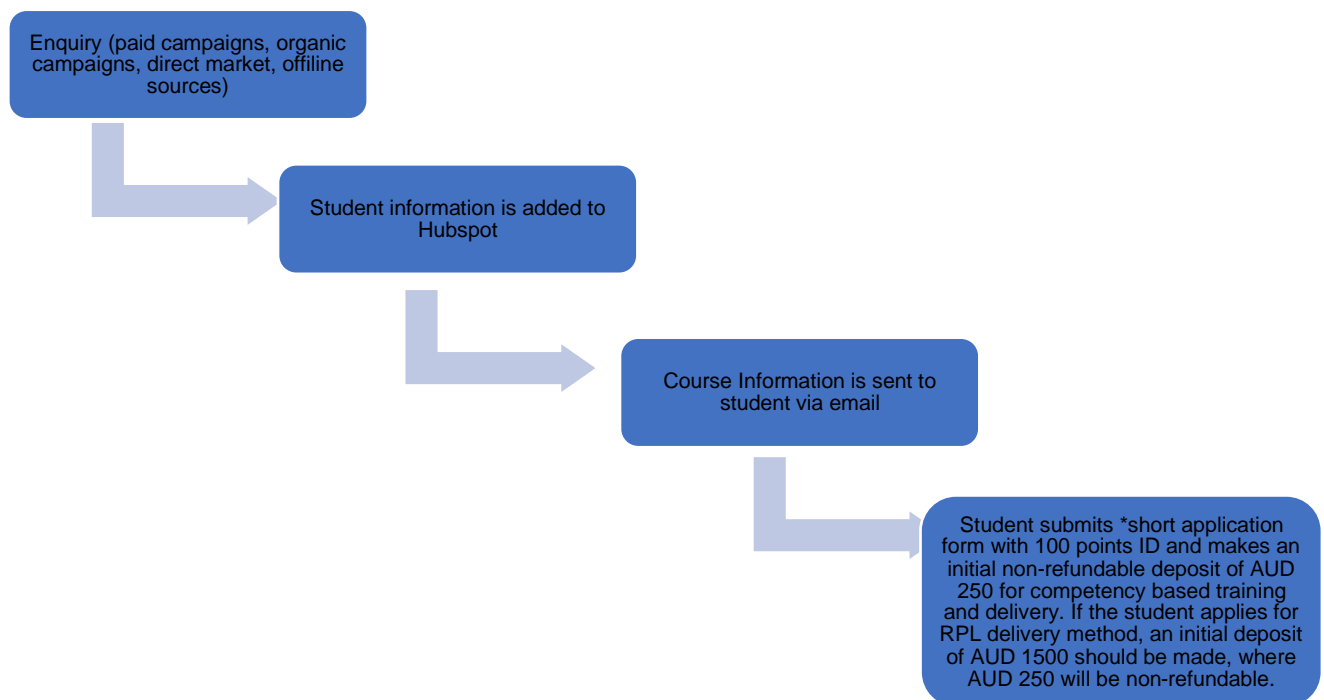 Enquiry (paid campaigns, organic
campaigns, direct market, offiline
sources)
Student information is added to
Hubspot
Course Information is sent to
student via email
Student submits *short application
form with 100 points ID and makes an
initial non-refundable deposit of AUD
250 for competency based training
and delivery. If the student applies for
RPL delivery method, an initial deposit
of AUD 1500 should be made, where
AUD 250 will be non-refundable.